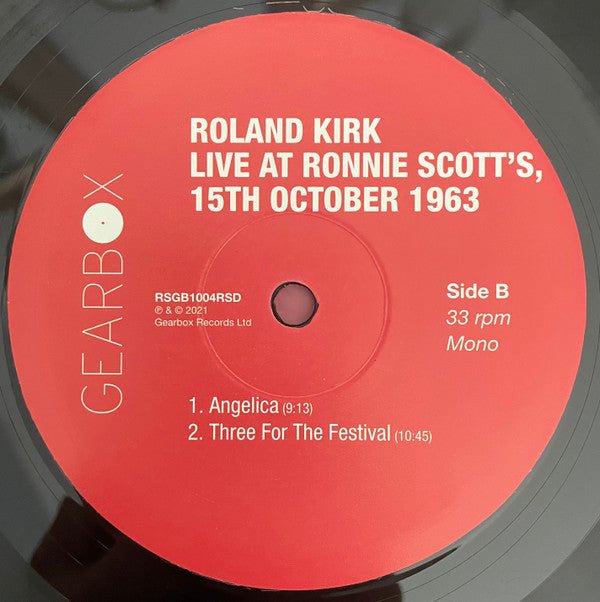 ROLAND KIRK
LIVE AT RONNIE SCOTT'S,
15TH OCTOBER 1963
GEARBOX
RSGB1004RSD
℗ & © 2021
Gearbox Records Ltd
Side B
33 rpm
Mono
1. Angelica (9:13)
2. Three For The Festival (10:45)